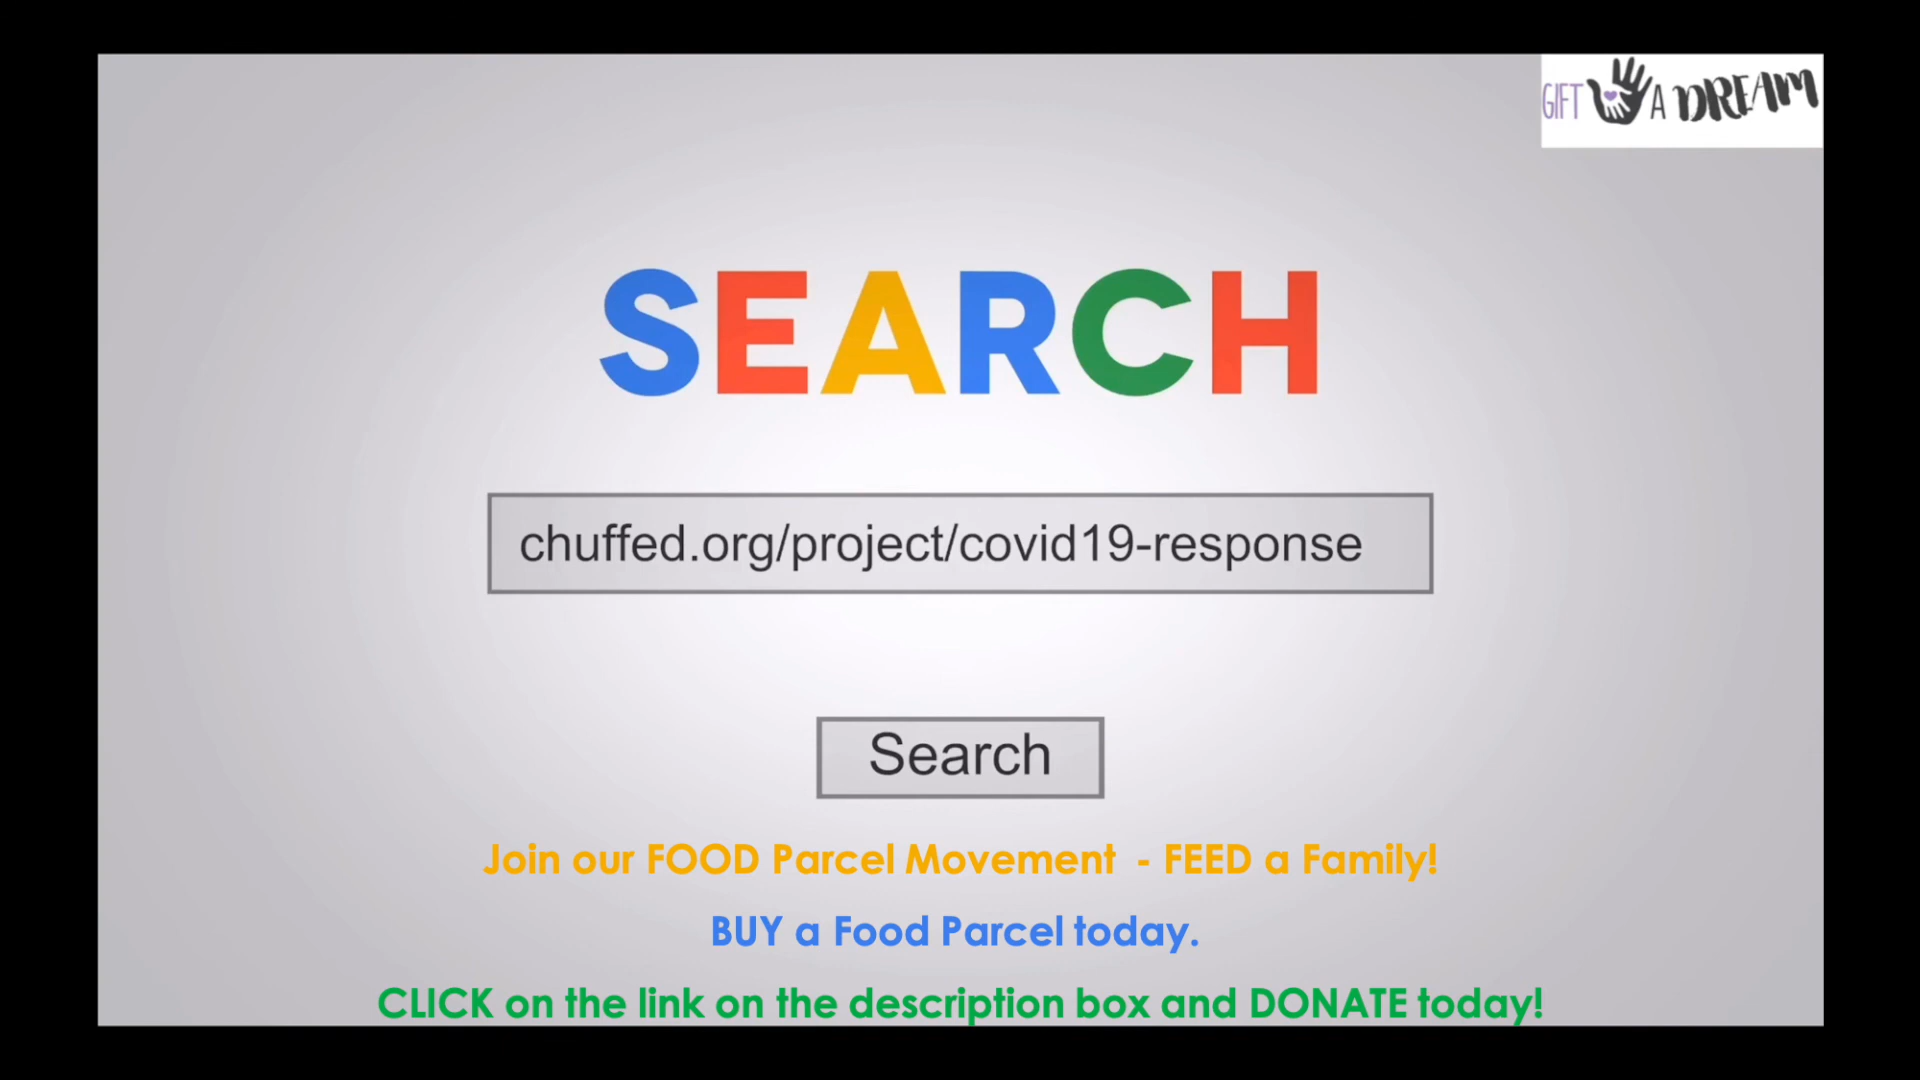 GIFT A DREAM
SEARCH
chuffed.org/project/covid19-response
Search
Join our FOOD Parcel Movement - FEED a Family!
BUY a Food Parcel today.
CLICK on the link on the description box and DONATE today!